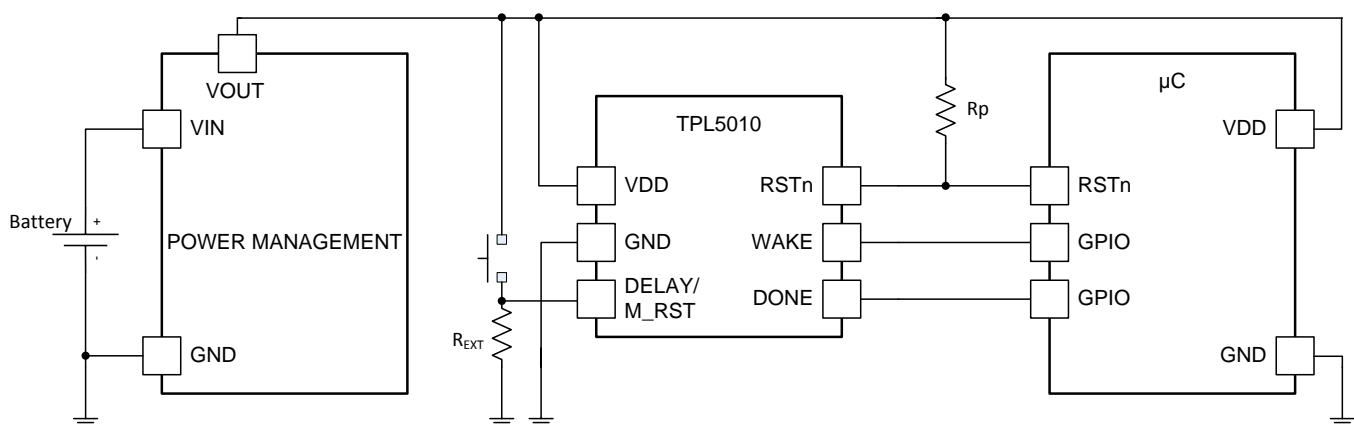 VOUT
VIN
Battery
+
-
POWER MANAGEMENT
GND
TPL5010
VDD
GND
DELAY/
M_RST
RSTn
WAKE
DONE
REXT
Rp
µC
VDD
RSTn
GPIO
GPIO
GND